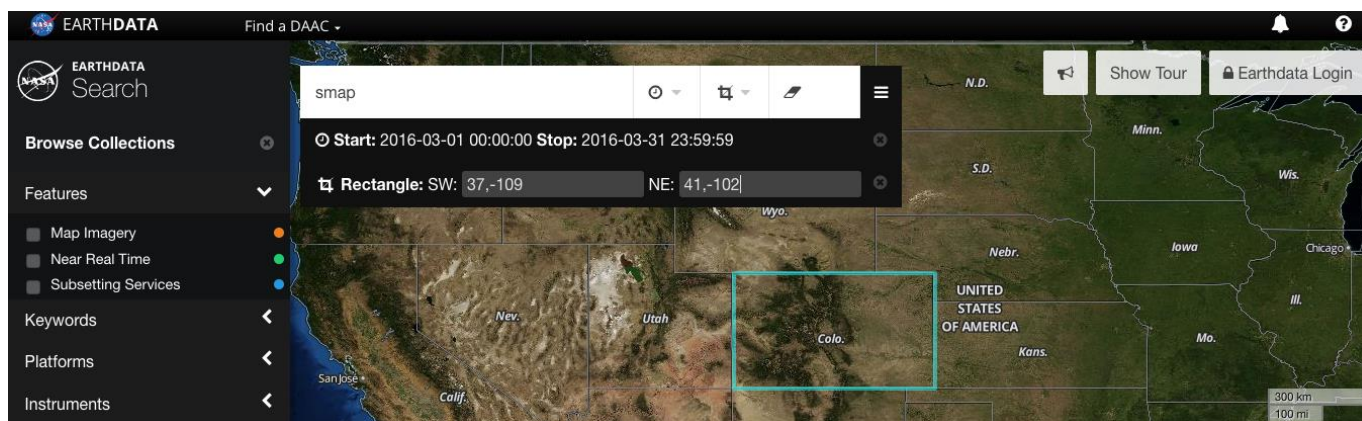 NASA EARTHDATA Find a DAAC
EARTHDATA
Search
NASA
Show Tour
Earthdata Login
smap
Start: 2016-03-01 00:00:00 Stop: 2016-03-31 23:59:59
Rectangle: SW: 37,-109 NE: 41,-102
Browse Collections
Features
Map Imagery
Near Real Time
Subsetting Services
Keywords
Platforms
Instruments
N.D.
Minn.
S.D.
Wis.
Wyo.
Nebr.
Iowa
Chicago
UNITED
STATES
OF AMERICA
Ill.
Nev.
Utah
Colo.
Kans.
Mo.
San Jose
Calif.
300 km
100 mi